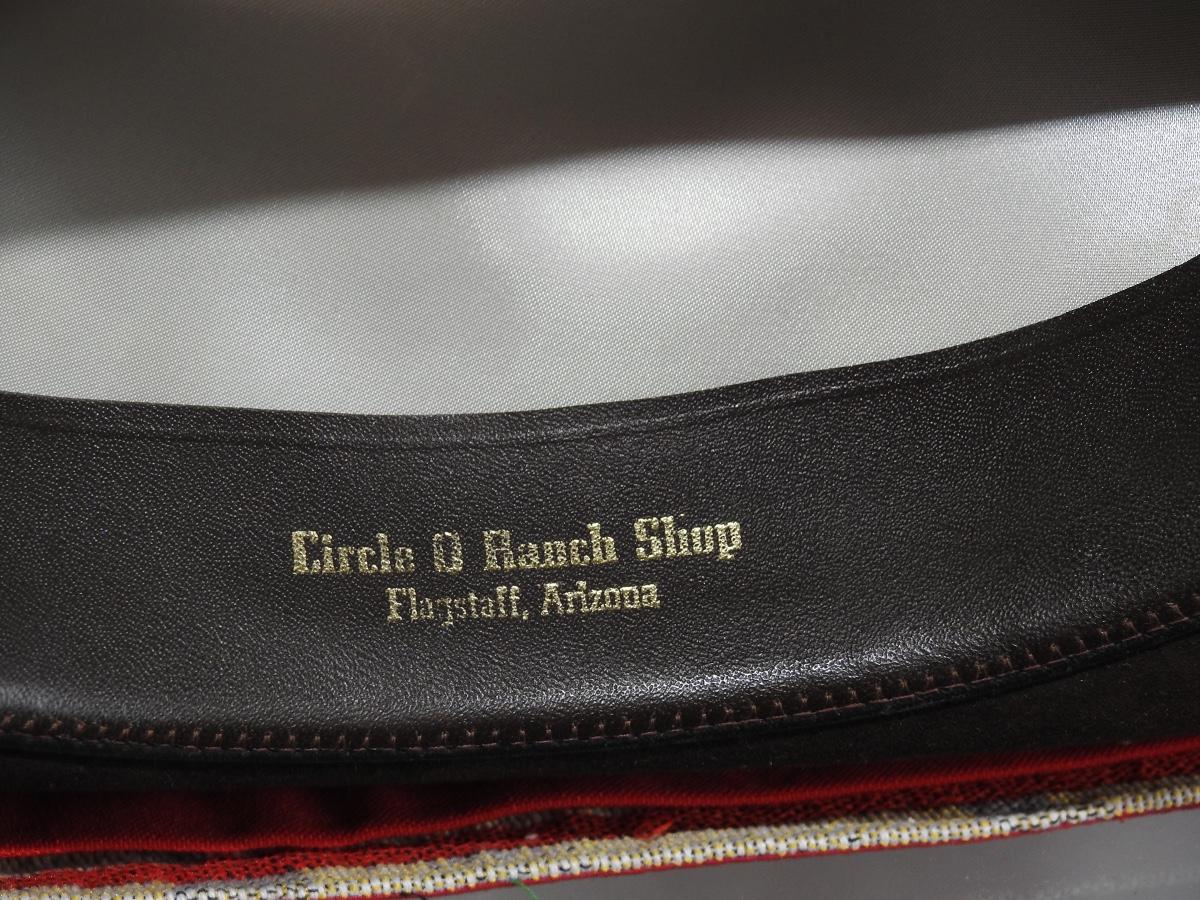 Circle O Ranch Shop
Flagstaff, Arizona